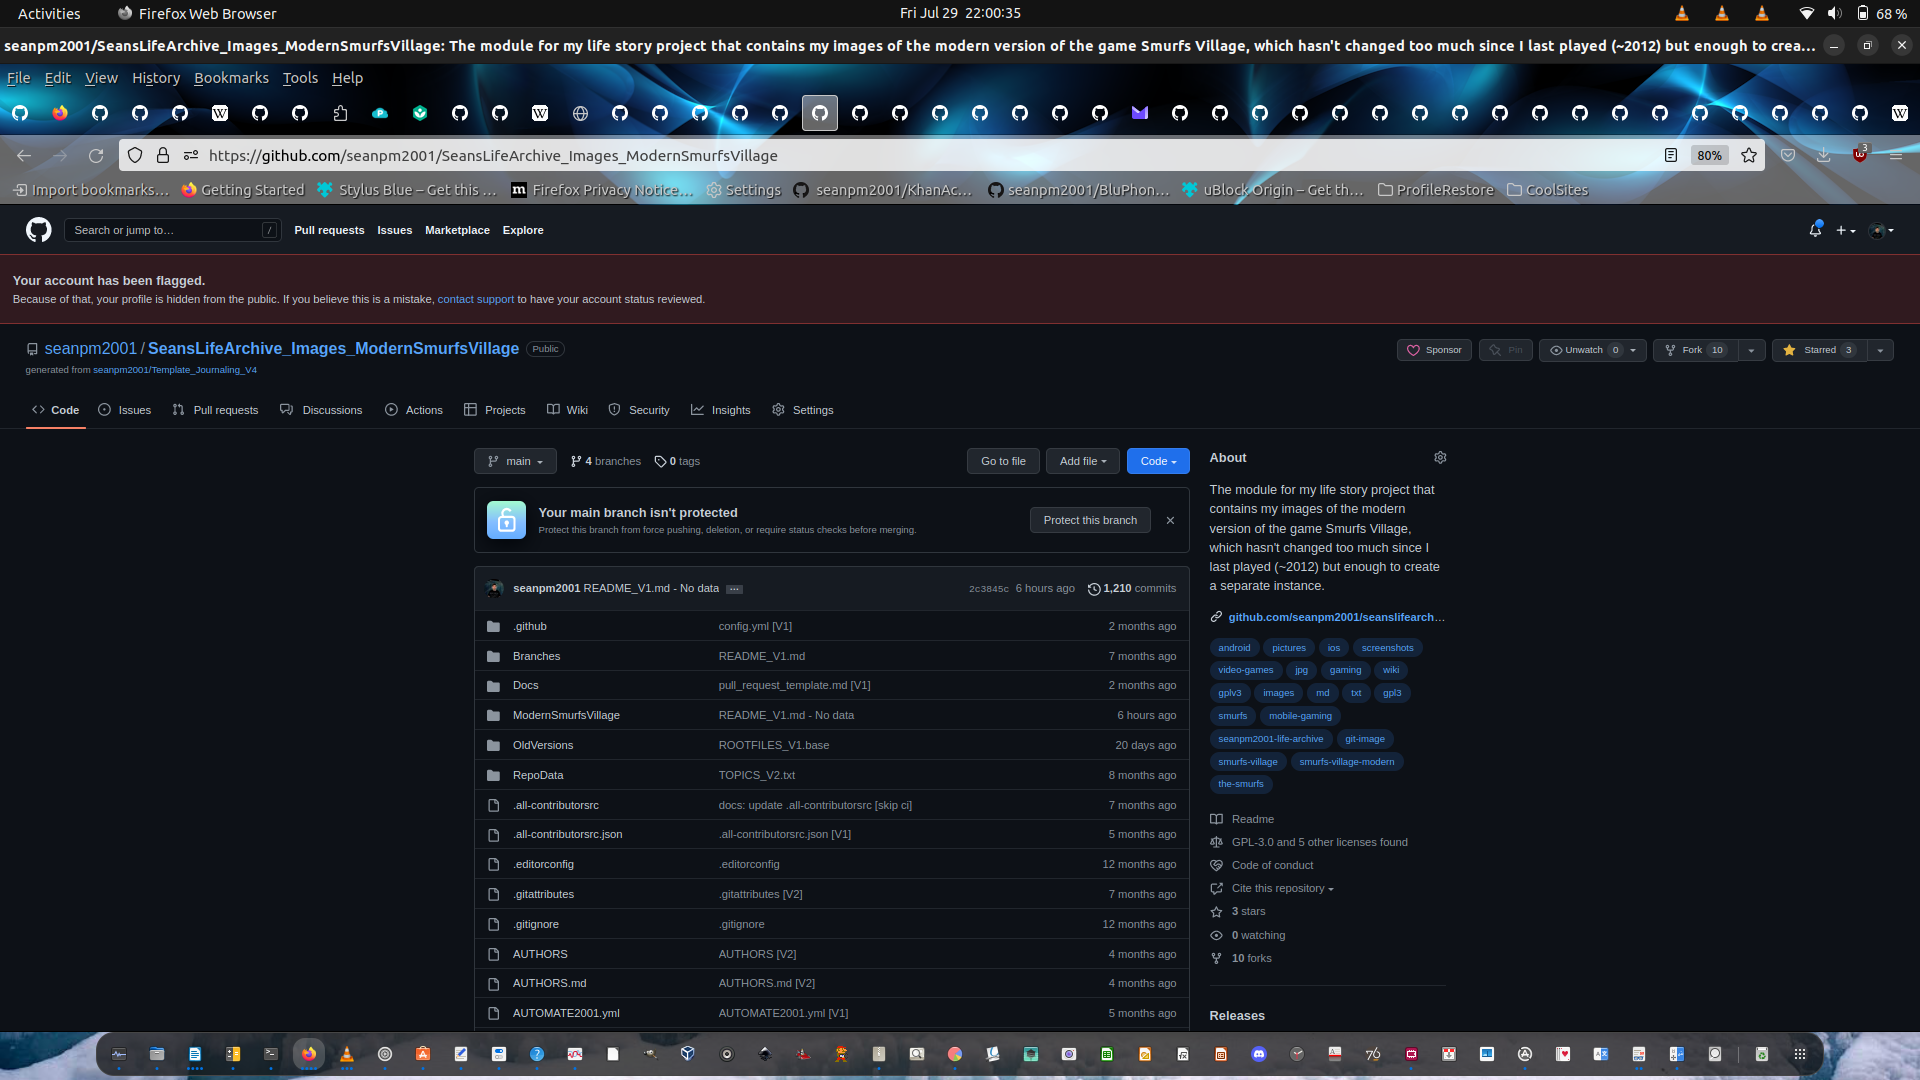 Activities
Firefox Web Browser
Fri Jul 29 22:00:35
68 %
seanpm2001/SeansLifeArchive_Images_ModernSmurfsVillage: The module for my life story project that contains my images of the modern version of the game Smurfs Village, which hasn't changed too much since I last played (~2012) but enough to crea…
File Edit View History Bookmarks Tools Help
https://github.com/seanpm2001/SeansLifeArchive_Images_ModernSmurfsVillage
80%
3
Import bookmarks…
Getting Started
Stylus Blue – Get this …
Firefox Privacy Notice…
Settings
seanpm2001/KhanAc…
seanpm2001/BluPhon…
uBlock Origin – Get th…
ProfileRestore
CoolSites
Search or jump to…
/
Pull requests Issues Marketplace Explore
Your account has been flagged.
Because of that, your profile is hidden from the public. If you believe this is a mistake, contact support to have your account status reviewed.
seanpm2001 / SeansLifeArchive_Images_ModernSmurfsVillage Public
generated from seanpm2001/Template_Journaling_V4
Sponsor
Pin
Unwatch 0
Fork 10
Starred 3
Code Issues Pull requests Discussions Actions Projects Wiki Security Insights Settings
main
4 branches
0 tags
Go to file
Add file
Code
Your main branch isn't protected
Protect this branch from force pushing, deletion, or require status checks before merging.
Protect this branch
seanpm2001 README_V1.md - No data … 2c3845c 6 hours ago 1,210 commits
.github config.yml [V1] 2 months ago
Branches README_V1.md 7 months ago
Docs pull_request_template.md [V1] 2 months ago
ModernSmurfsVillage README_V1.md - No data 6 hours ago
OldVersions ROOTFILES_V1.base 20 days ago
RepoData TOPICS_V2.txt 8 months ago
.all-contributorsrc docs: update .all-contributorsrc [skip ci] 7 months ago
.all-contributorsrc.json .all-contributorsrc.json [V1] 5 months ago
.editorconfig .editorconfig 12 months ago
.gitattributes .gitattributes [V2] 7 months ago
.gitignore .gitignore 12 months ago
AUTHORS AUTHORS [V2] 4 months ago
AUTHORS.md AUTHORS.md [V2] 4 months ago
AUTOMATE2001.yml AUTOMATE2001.yml [V1] 5 months ago
About
The module for my life story project that
contains my images of the modern
version of the game Smurfs Village,
which hasn't changed too much since I
last played (~2012) but enough to create
a separate instance.
github.com/seanpm2001/seanslifearch…
android pictures ios screenshots
video-games jpg gaming wiki
gplv3 images md txt gpl3
smurfs mobile-gaming
seanpm2001-life-archive git-image
smurfs-village smurfs-village-modern
the-smurfs
Readme
GPL-3.0 and 5 other licenses found
Code of conduct
Cite this repository
3 stars
0 watching
10 forks
Releases